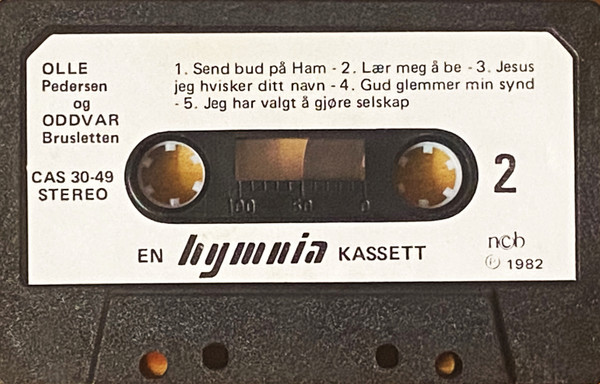 OLLE
Pedersen
og
ODDVAR
Brusletten
CAS 30-49
STEREO
1. Send bud på Ham - 2. Lær meg å be - 3. Jesus
jeg hvisker ditt navn - 4. Gud glemmer min synd
- 5. Jeg har valgt å gjøre selskap
100 50 0
2
EN hymnia KASSETT
ncb
℗ 1982